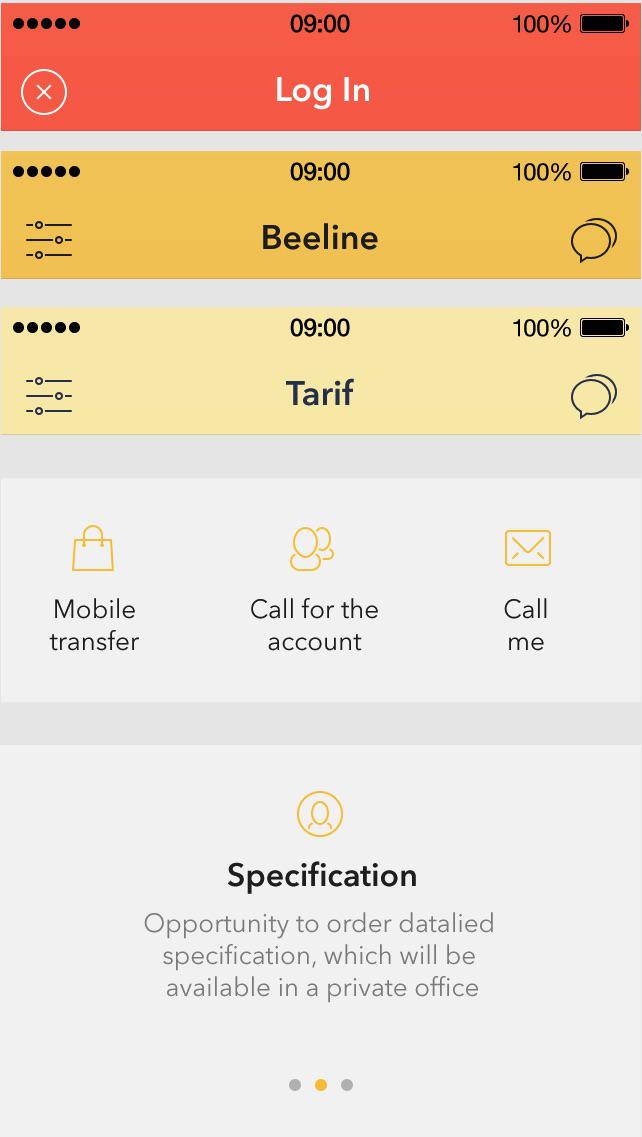 09:00 100%
Log In
09:00 100%
Beeline
09:00 100%
Tarif
Mobile
transfer
Call for the
account
Call
me
Specification
Opportunity to order datalied
specification, which will be
available in a private office